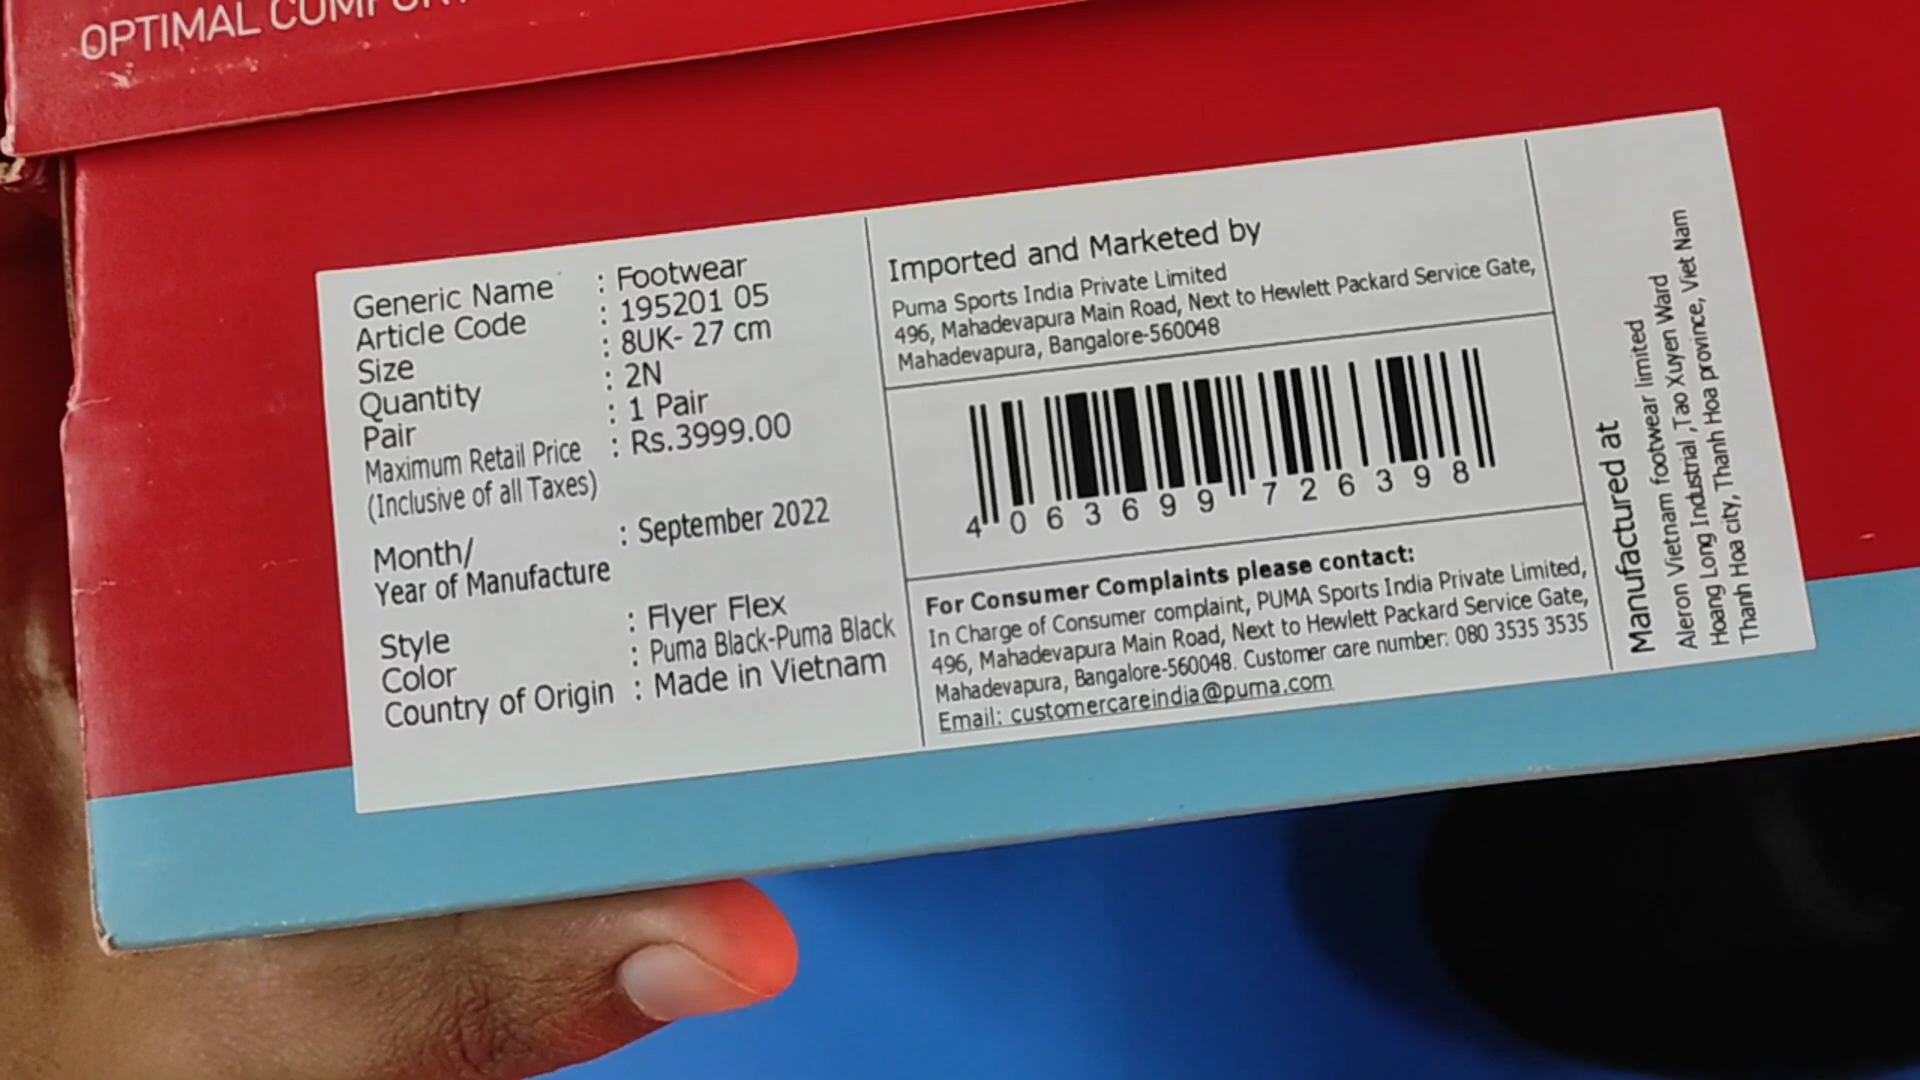 OPTIMAL COMFORT
Generic Name : Footwear
Article Code : 195201 05
Size : 8UK- 27 cm
Quantity : 2N
Pair : 1 Pair
Maximum Retail Price : Rs.3999.00
(Inclusive of all Taxes)
Month/
Year of Manufacture : September 2022
Style : Flyer Flex
Color : Puma Black-Puma Black
Country of Origin : Made in Vietnam
Imported and Marketed by
Puma Sports India Private Limited
496, Mahadevapura Main Road, Next to Hewlett Packard Service Gate,
Mahadevapura, Bangalore-560048
4 063699 726398
For Consumer Complaints please contact:
In Charge of Consumer complaint, PUMA Sports India Private Limited,
496, Mahadevapura Main Road, Next to Hewlett Packard Service Gate,
Mahadevapura, Bangalore-560048. Customer care number: 080 3535 3535
Email: customercareindia@puma.com
Manufactured at
Aleron Vietnam footwear limited
Hoang Long Industrial ,Tao Xuyen Ward
Thanh Hoa city, Thanh Hoa province, Viet Nam